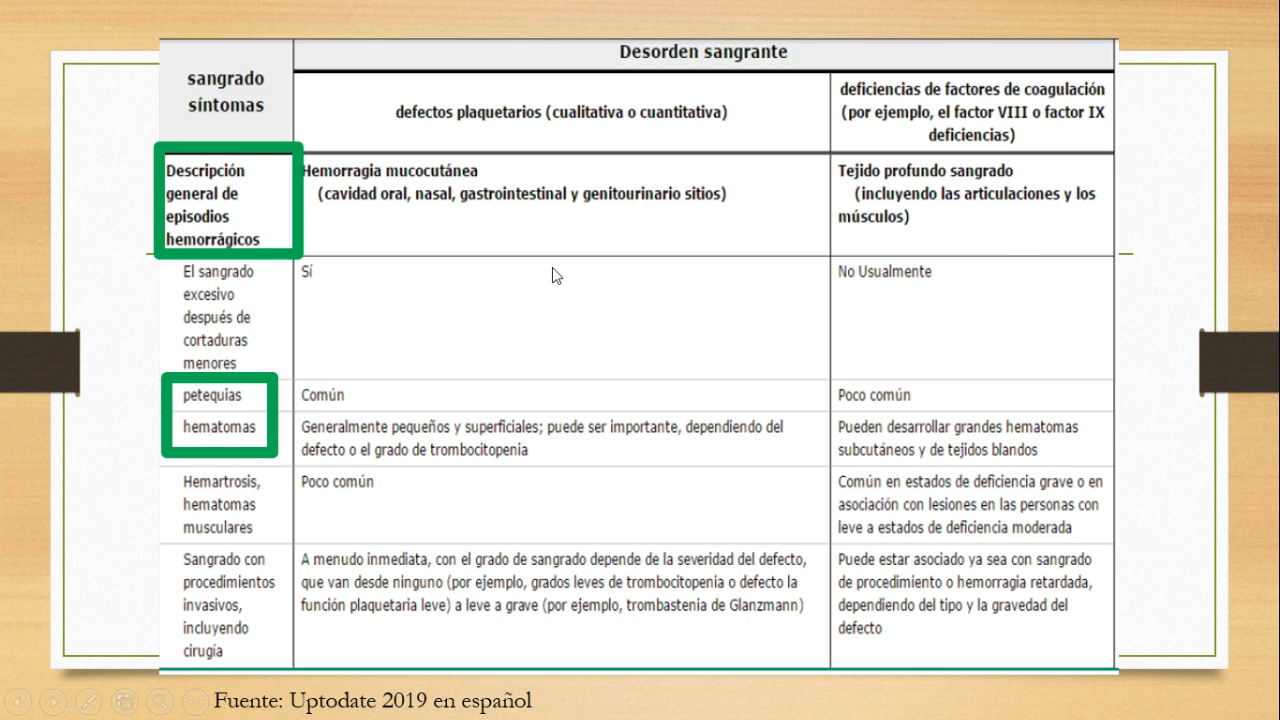 sangrado
síntomas
Desorden sangrante
defectos plaquetarios (cualitativa o cuantitativa)
deficiencias de factores de coagulación
(por ejemplo, el factor VIII o factor IX
deficiencias)
Descripción
general de
episodios
hemorrágicos
Hemorragia mucocutánea
(cavidad oral, nasal, gastrointestinal y genitourinario sitios)
Tejido profundo sangrado
(incluyendo las articulaciones y los
músculos)
El sangrado
excesivo
después de
cortaduras
menores
Sí
No Usualmente
petequias
Común
Poco común
hematomas
Generalmente pequeños y superficiales; puede ser importante, dependiendo del
defecto o el grado de trombocitopenia
Pueden desarrollar grandes hematomas
subcutáneos y de tejidos blandos
Hemartrosis,
hematomas
musculares
Poco común
Común en estados de deficiencia grave o en
asociación con lesiones en las personas con
leve a estados de deficiencia moderada
Sangrado con
procedimientos
invasivos,
incluyendo
cirugía
A menudo inmediata, con el grado de sangrado depende de la severidad del defecto,
que van desde ninguno (por ejemplo, grados leves de trombocitopenia o defecto la
función plaquetaria leve) a leve a grave (por ejemplo, trombastenia de Glanzmann)
Puede estar asociado ya sea con sangrado
de procedimiento o hemorragia retardada,
dependiendo del tipo y la gravedad del
defecto
Fuente: Uptodate 2019 en español